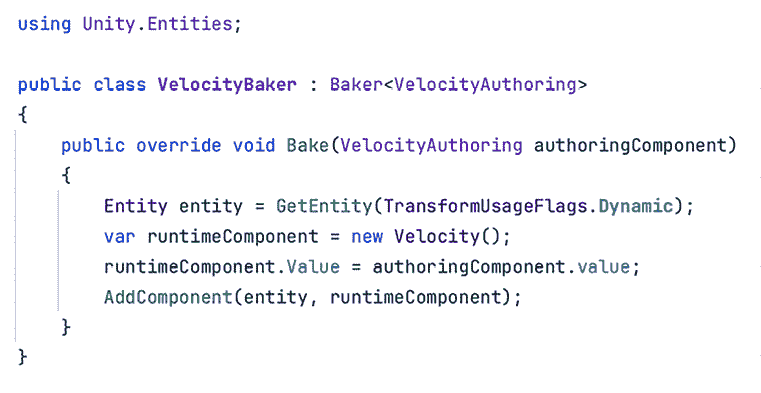 using Unity.Entities;
public class VelocityBaker : Baker<VelocityAuthoring>
{
public override void Bake(VelocityAuthoring authoringComponent)
{
Entity entity = GetEntity(TransformUsageFlags.Dynamic);
var runtimeComponent = new Velocity();
runtimeComponent.Value = authoringComponent.value;
AddComponent(entity, runtimeComponent);
}
}